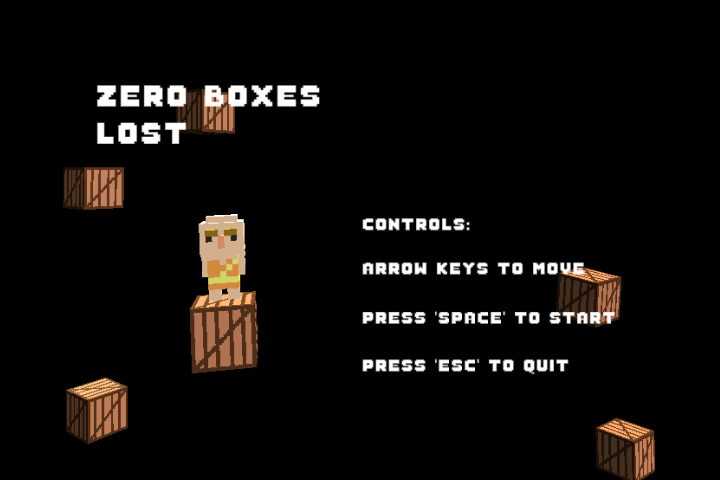 ZERO BOXES
LOST
CONTROLS:
ARROW KEYS TO MOVE
PRESS 'SPACE' TO START
PRESS 'ESC' TO QUIT